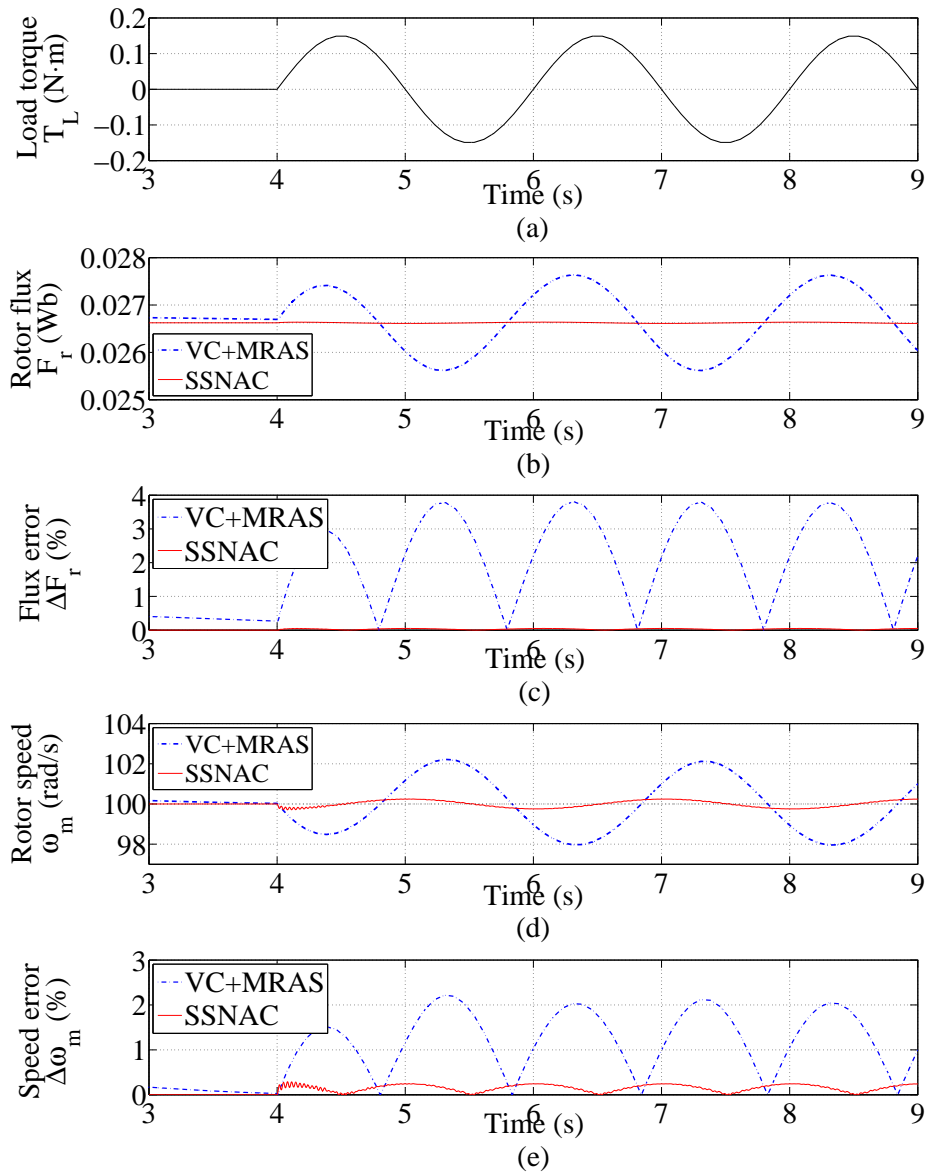 Load torque
T_L (N·m)
0.2
0.1
0
−0.1
−0.2
3 4 5 6 7 8 9
Time (s)
(a)
Rotor flux
F_r (Wb)
0.028
0.027
0.026
0.025
VC+MRAS
SSNAC
3 4 5 6 7 8 9
Time (s)
(b)
Flux error
ΔF_r (%)
4
3
2
1
0
VC+MRAS
SSNAC
3 4 5 6 7 8 9
Time (s)
(c)
Rotor speed
ω_m (rad/s)
104
102
100
98
VC+MRAS
SSNAC
3 4 5 6 7 8 9
Time (s)
(d)
Speed error
Δω_m (%)
3
2
1
0
VC+MRAS
SSNAC
3 4 5 6 7 8 9
Time (s)
(e)